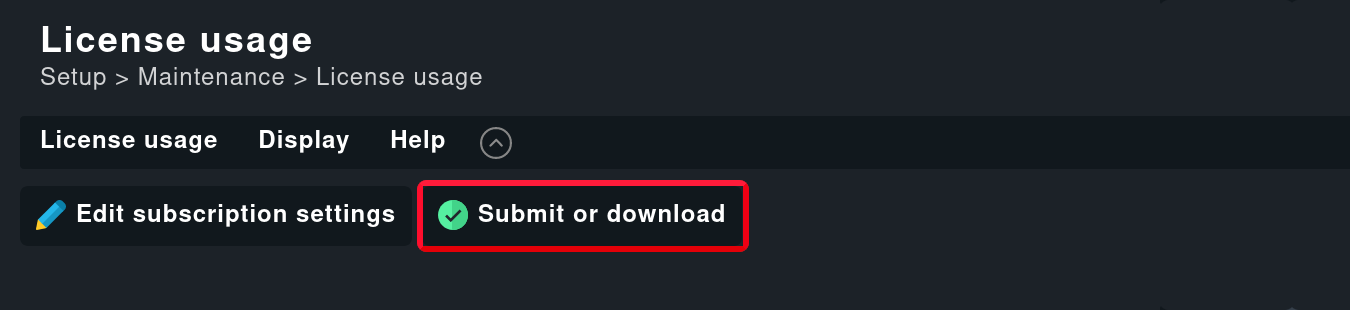 License usage
Setup > Maintenance > License usage
License usage Display Help
Edit subscription settings Submit or download